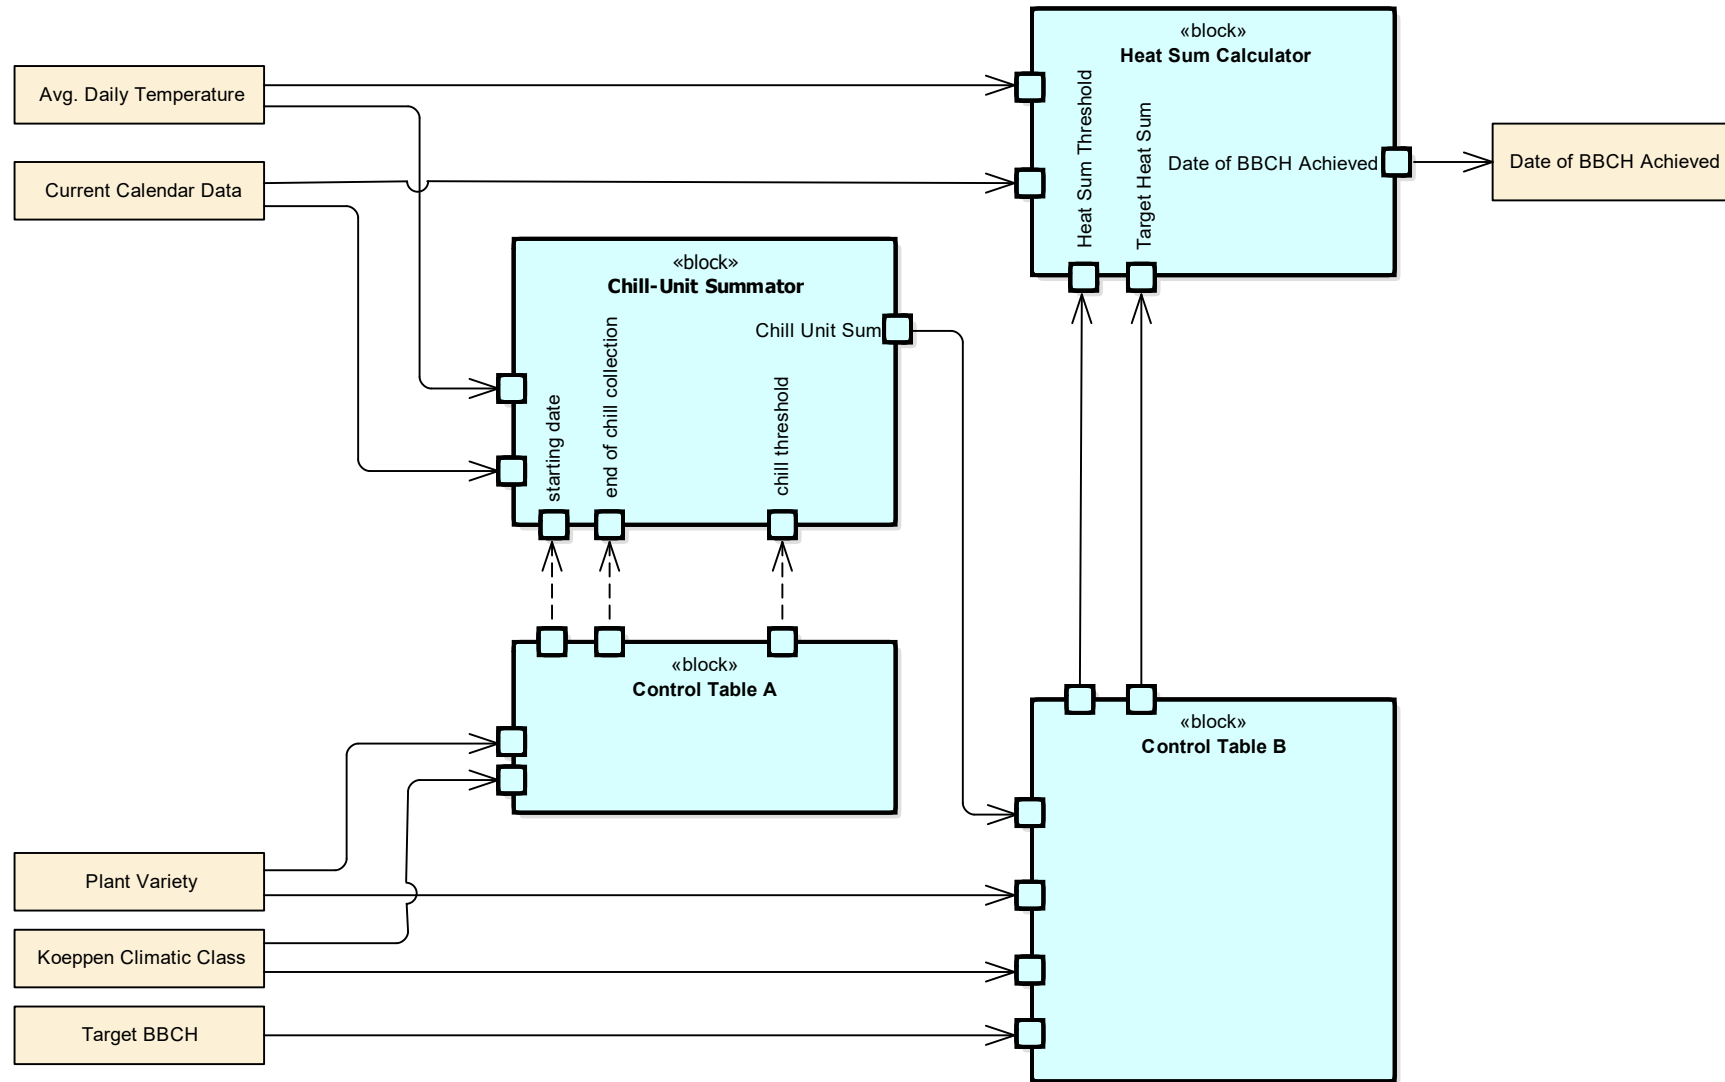 «block»
Heat Sum Calculator
Heat Sum Threshold
Target Heat Sum
Date of BBCH Achieved
Date of BBCH Achieved
Avg. Daily Temperature
Current Calendar Data
«block»
Chill-Unit Summator
Chill Unit Sum
starting date
end of chill collection
chill threshold
«block»
Control Table A
«block»
Control Table B
Plant Variety
Koeppen Climatic Class
Target BBCH